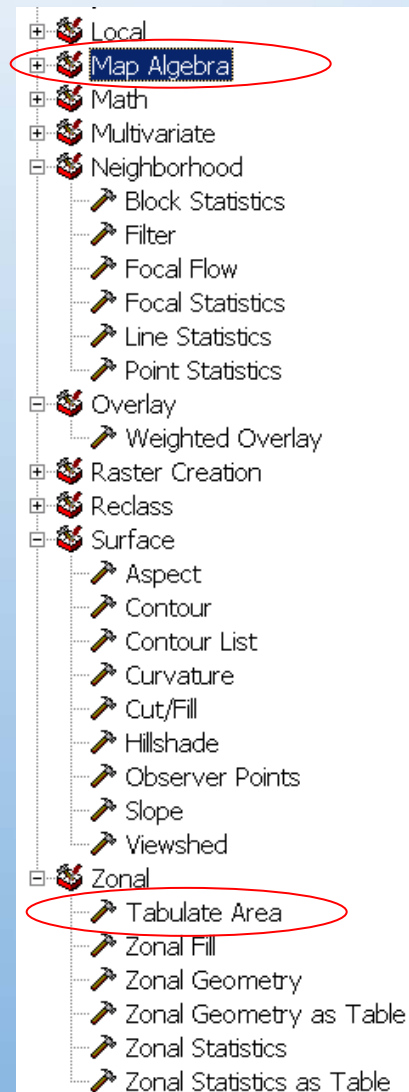 Local
Map Algebra
Math
Multivariate
Neighborhood
Block Statistics
Filter
Focal Flow
Focal Statistics
Line Statistics
Point Statistics
Overlay
Weighted Overlay
Raster Creation
Reclass
Surface
Aspect
Contour
Contour List
Curvature
Cut/Fill
Hillshade
Observer Points
Slope
Viewshed
Zonal
Tabulate Area
Zonal Fill
Zonal Geometry
Zonal Geometry as Table
Zonal Statistics
Zonal Statistics as Table